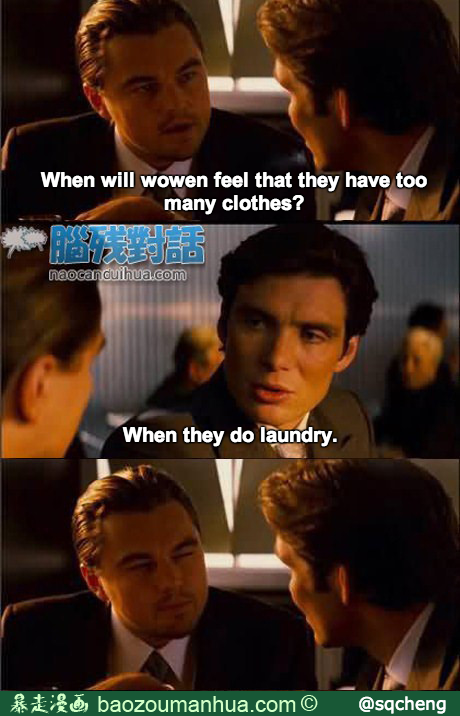 When will wowen feel that they have too
many clothes?
腦残對話
naocanduihua.com
When they do laundry.
暴走漫画 baozoumanhua.com © @sqcheng